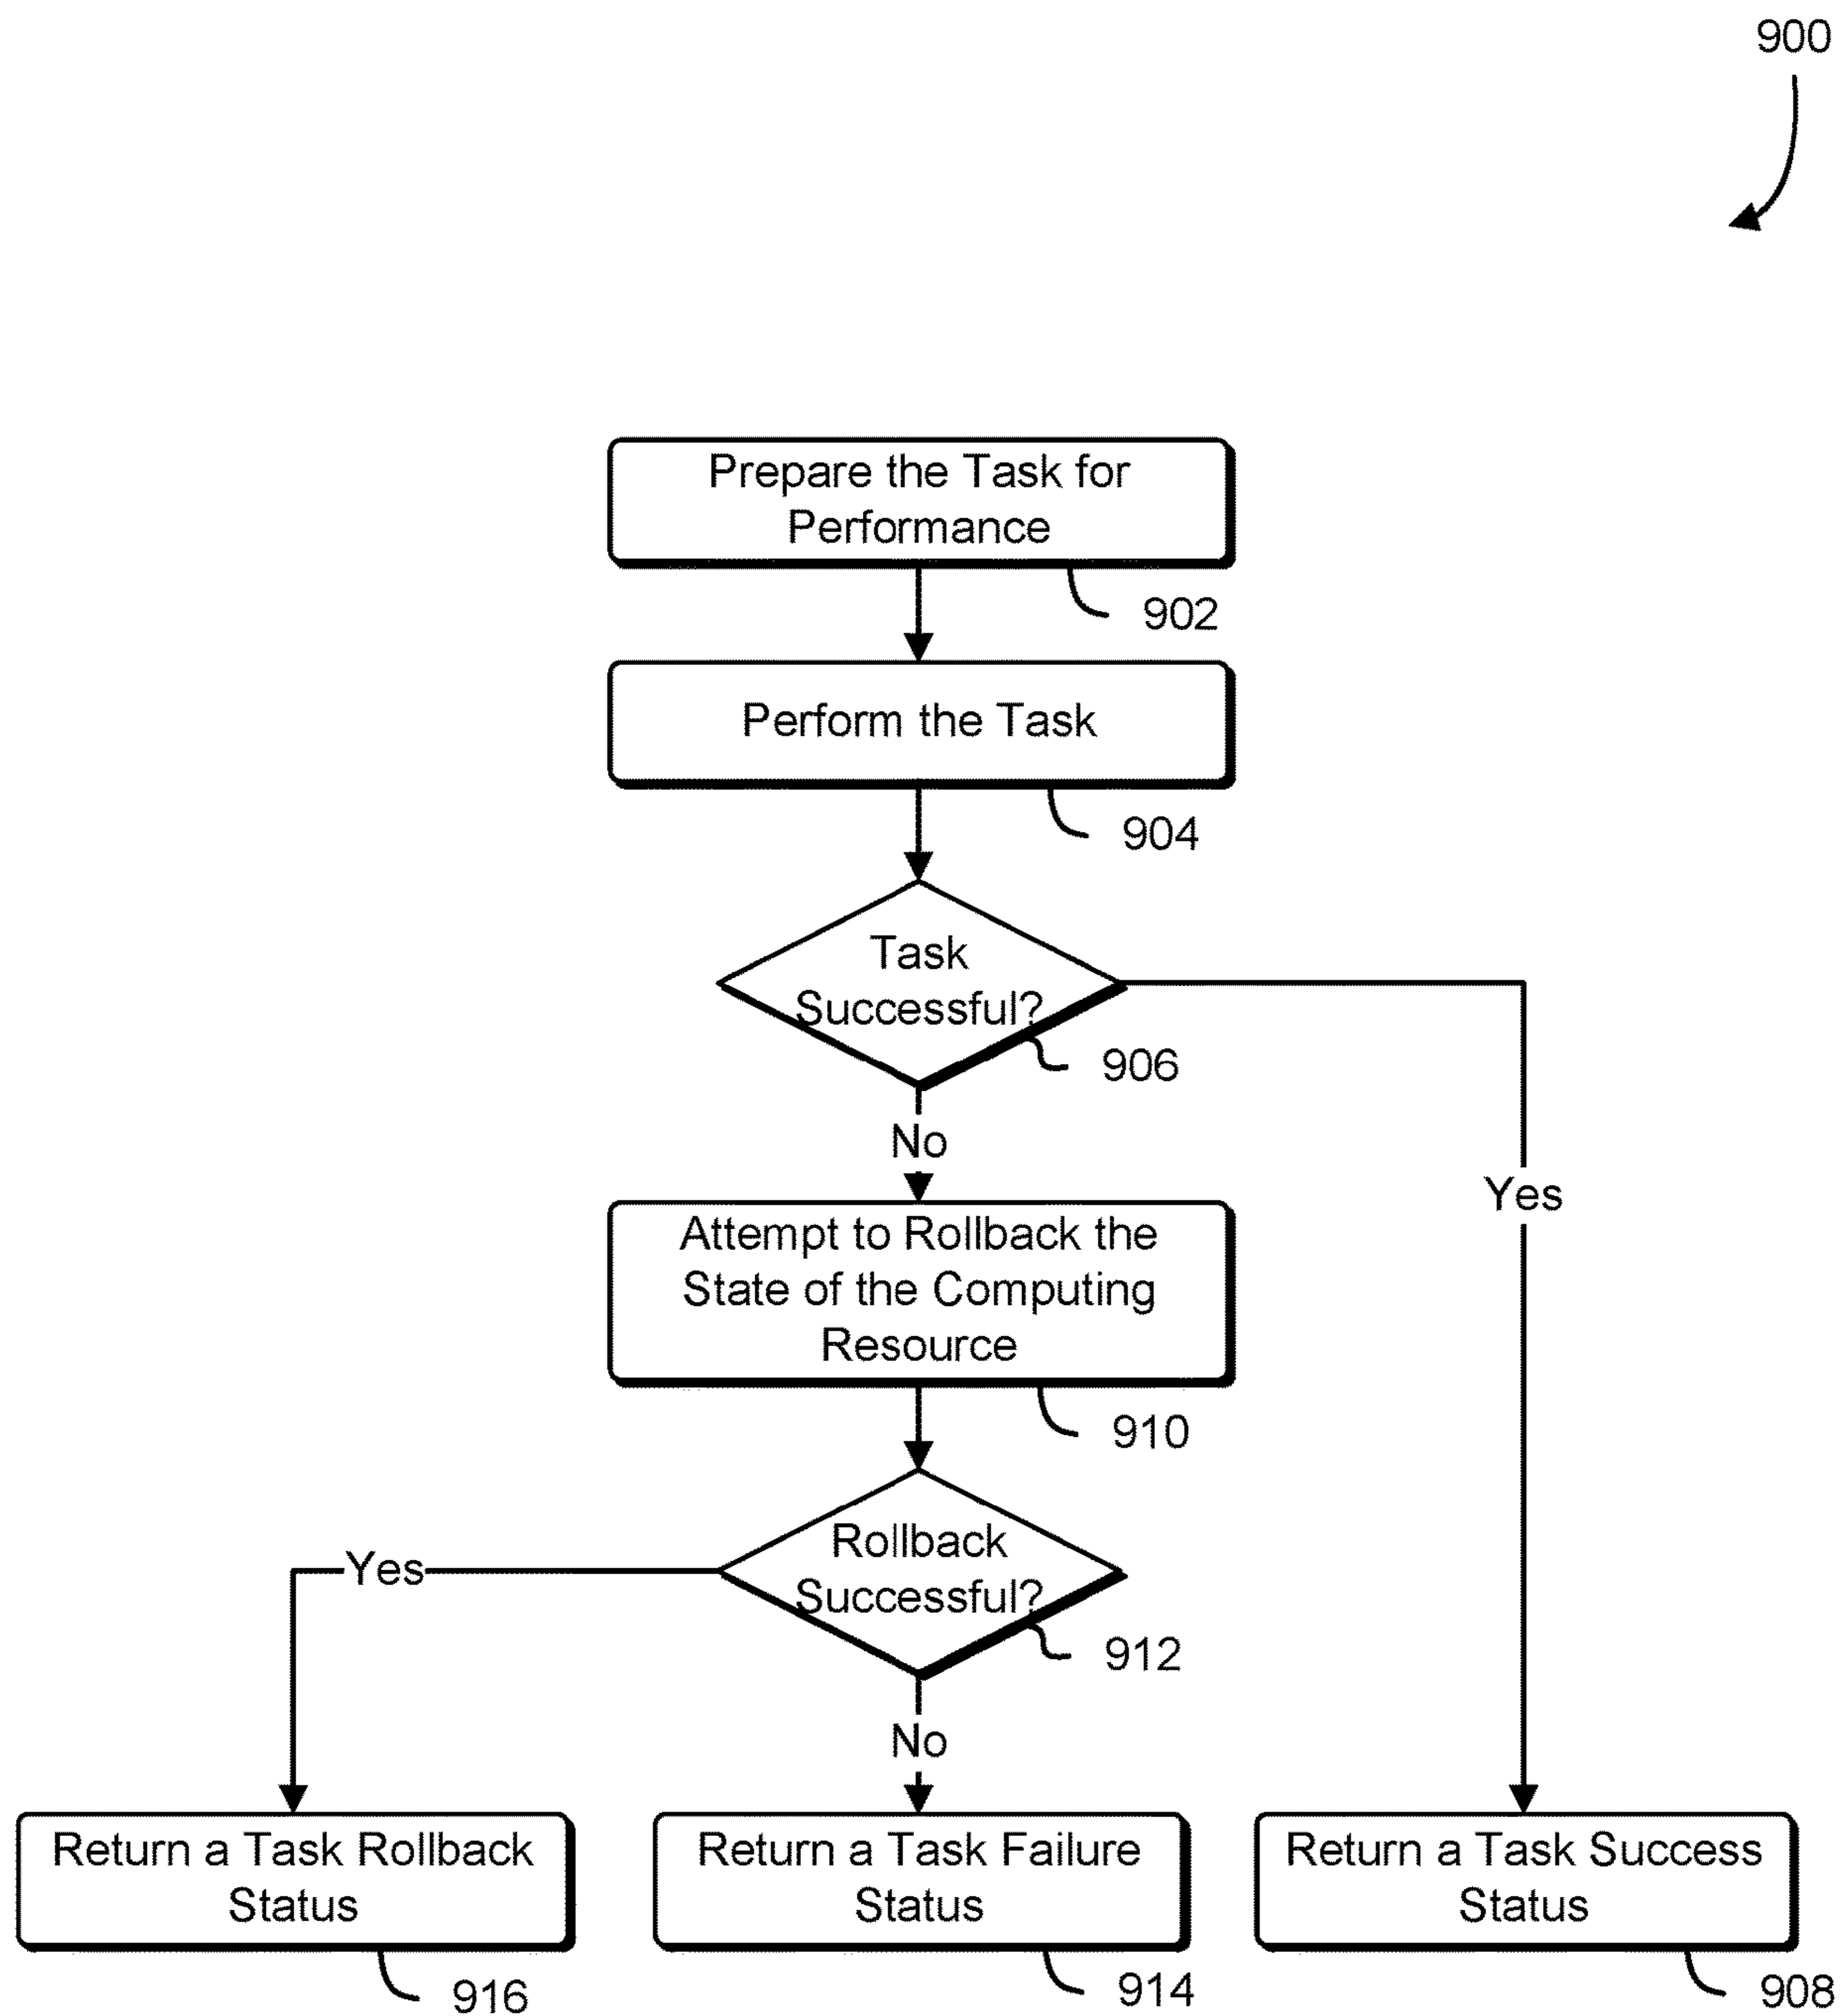 900
Prepare the Task for
Performance
902
Perform the Task
904
Task
Successful?
906
No
Yes
Attempt to Rollback the
State of the Computing
Resource
910
Rollback
Successful?
Yes
912
No
Return a Task Rollback
Status
916
Return a Task Failure
Status
914
Return a Task Success
Status
908